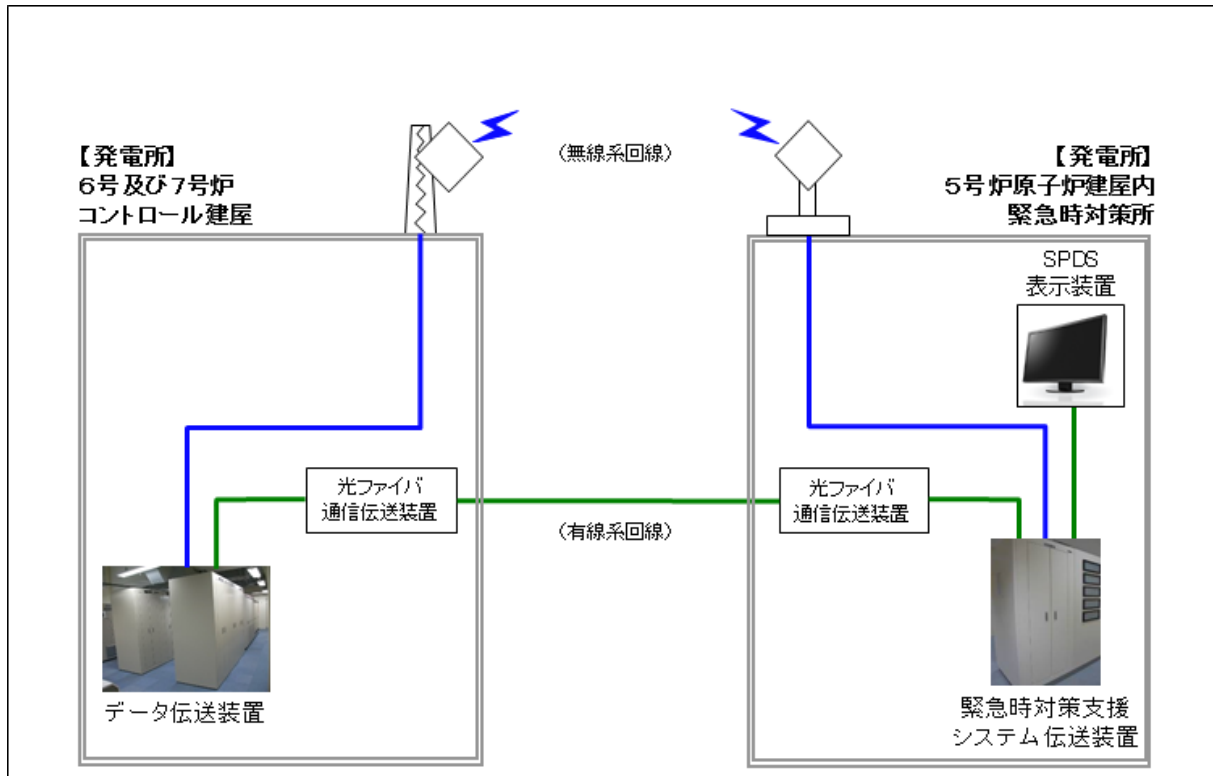 【発電所】
6号及び7号炉
コントロール建屋
（無線系回線）
【発電所】
5号炉原子炉建屋内
緊急時対策所
SPDS
表示装置
光ファイバ
通信伝送装置
（有線系回線）
光ファイバ
通信伝送装置
データ伝送装置
緊急時対策支援
システム伝送装置